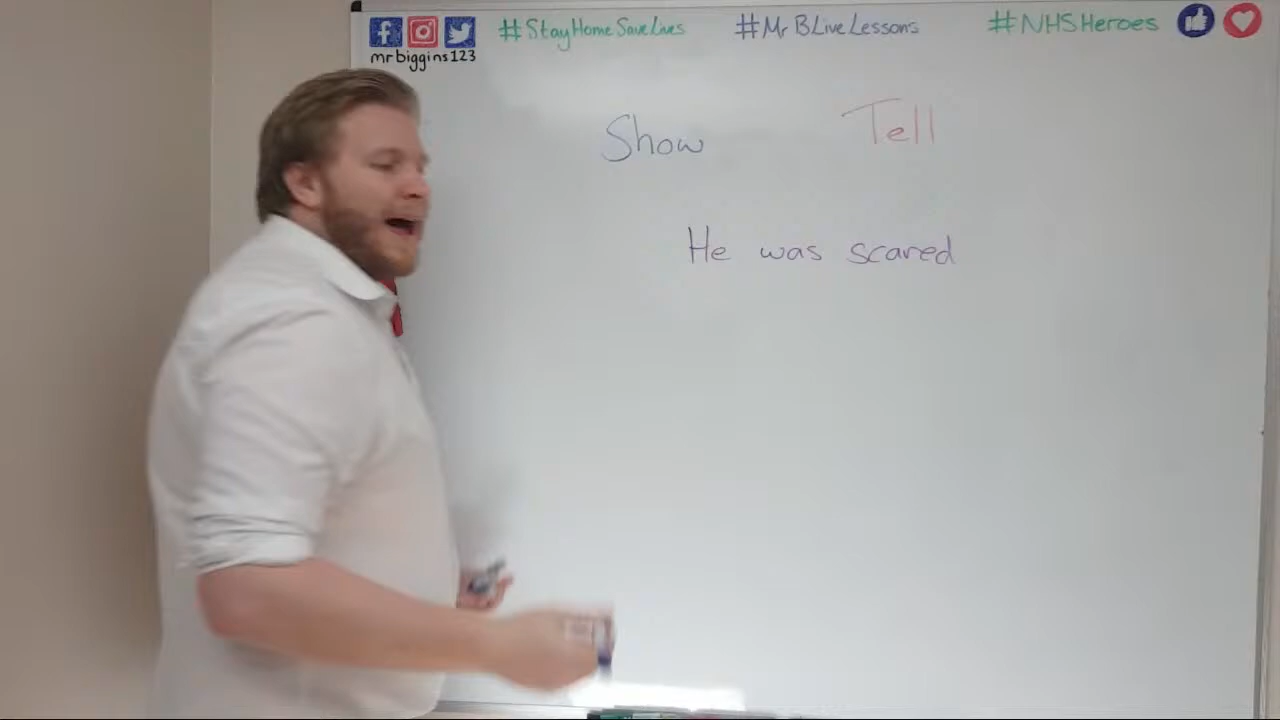 #StayHomeSaveLives #MrBLiveLessons #NHSHeroes
mrbiggins123
Show Tell
He was scared